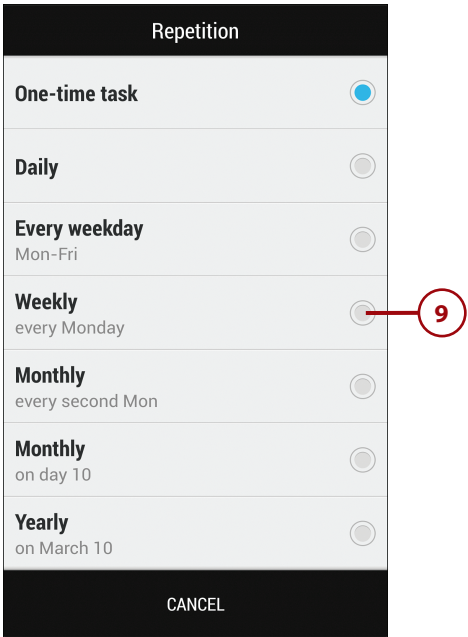 Repetition
One-time task
Daily
Every weekday
Mon-Fri
Weekly
every Monday
9
Monthly
every second Mon
Monthly
on day 10
Yearly
on March 10
CANCEL